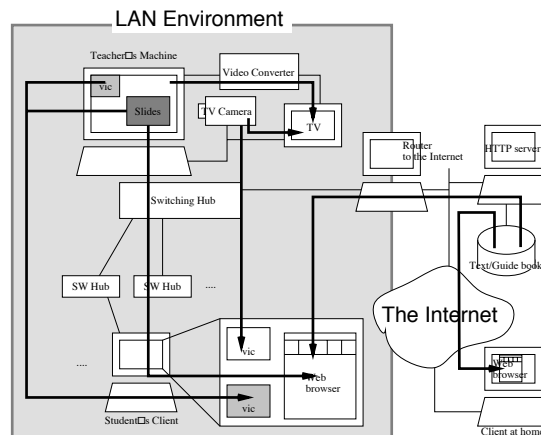 LAN Environment
Teacher□s Machine
vic
Slides
Video Converter
TV Camera
TV
Router
to the Internet
HTTP server
Switching Hub
Text/Guide book
SW Hub
SW Hub
....
The Internet
....
vic
Web
browser
vic
Student□s Client
Web
browser
Client at home